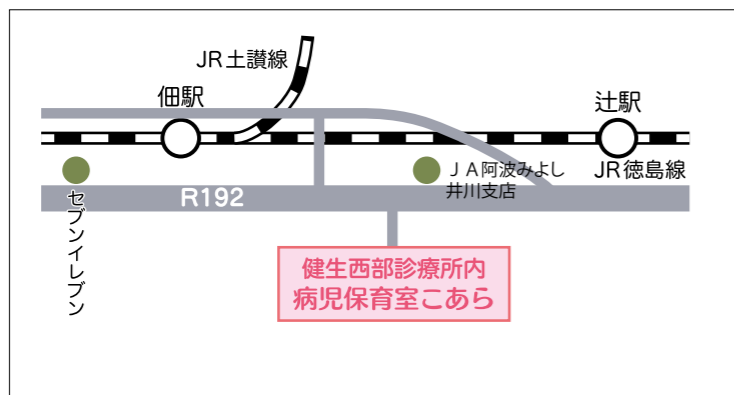 JR土讃線
佃駅
辻駅
JR徳島線
ＪＡ阿波みよし
井川支店
R192
セブンイレブン
健生西部診療所内
病児保育室こあら